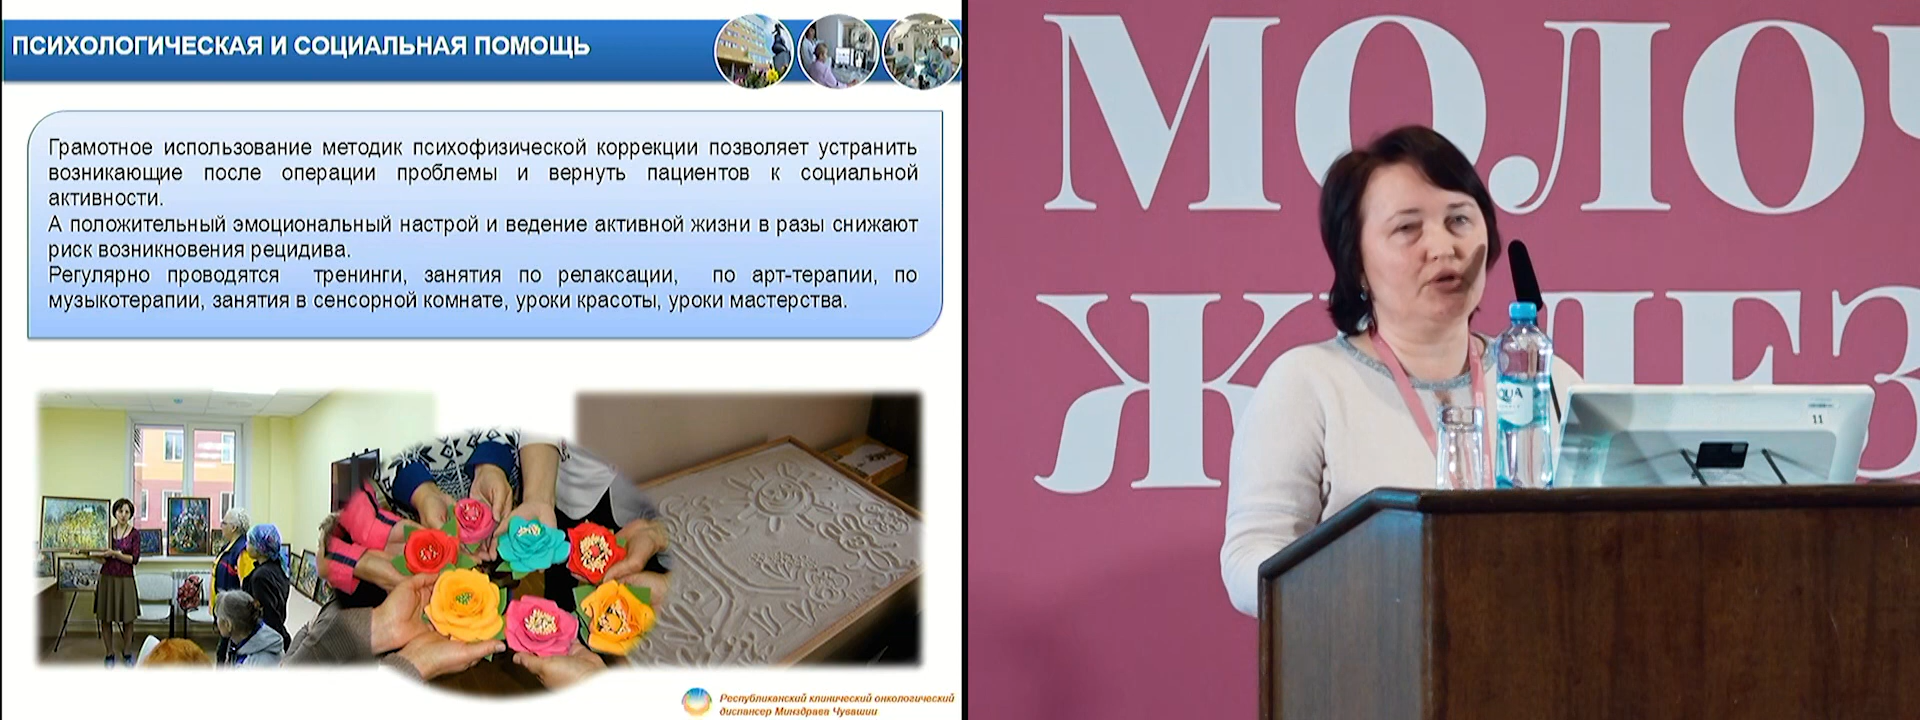 ПСИХОЛОГИЧЕСКАЯ И СОЦИАЛЬНАЯ ПОМОЩЬ
Грамотное использование методик психофизической коррекции позволяет устранить
возникающие после операции проблемы и вернуть пациентов к социальной
активности.
А положительный эмоциональный настрой и ведение активной жизни в разы снижают
риск возникновения рецидива.
Регулярно проводятся тренинги, занятия по релаксации, по арт-терапии, по
музыкотерапии, занятия в сенсорной комнате, уроки красоты, уроки мастерства.
Республиканский клинический онкологический
диспансер Минздрава Чувашии
МОЛОЧ
ЖЕЛЕЗ
11